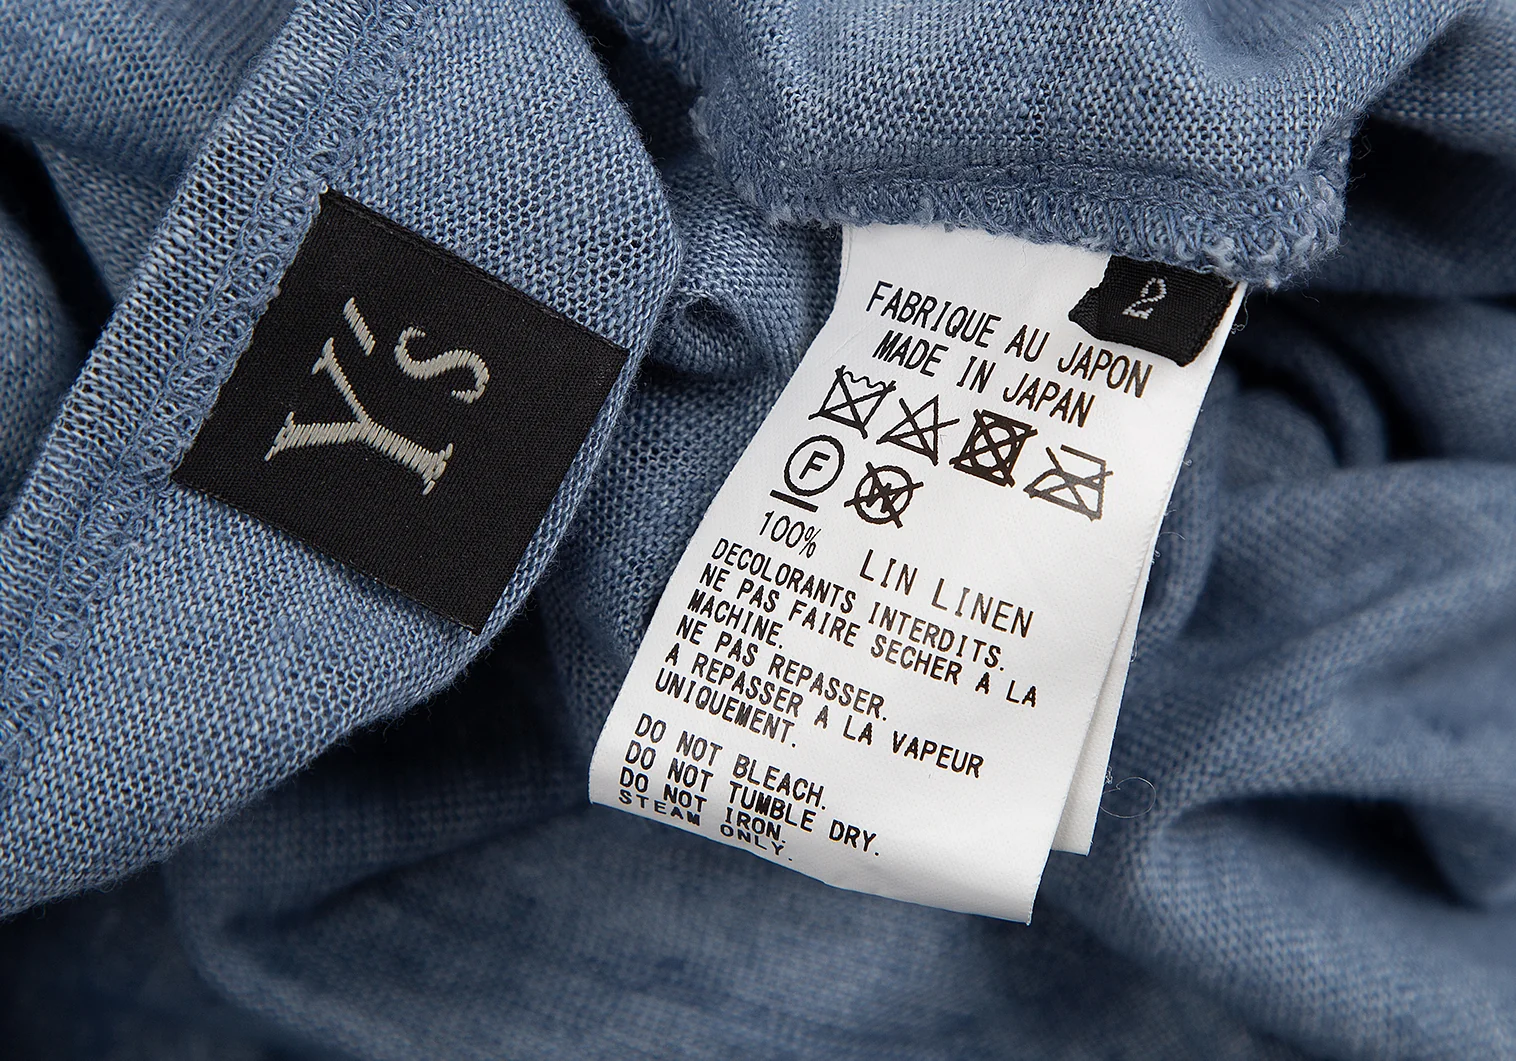 Y's
2
FABRIQUE AU JAPON
MADE IN JAPAN
F
100% LIN LINEN
DECOLORANTS INTERDITS.
NE PAS FAIRE SECHER A LA
MACHINE.
NE PAS REPASSER.
A REPASSER A LA VAPEUR
UNIQUEMENT.
DO NOT BLEACH.
DO NOT TUMBLE DRY.
DO NOT IRON.
STEAM ONLY.